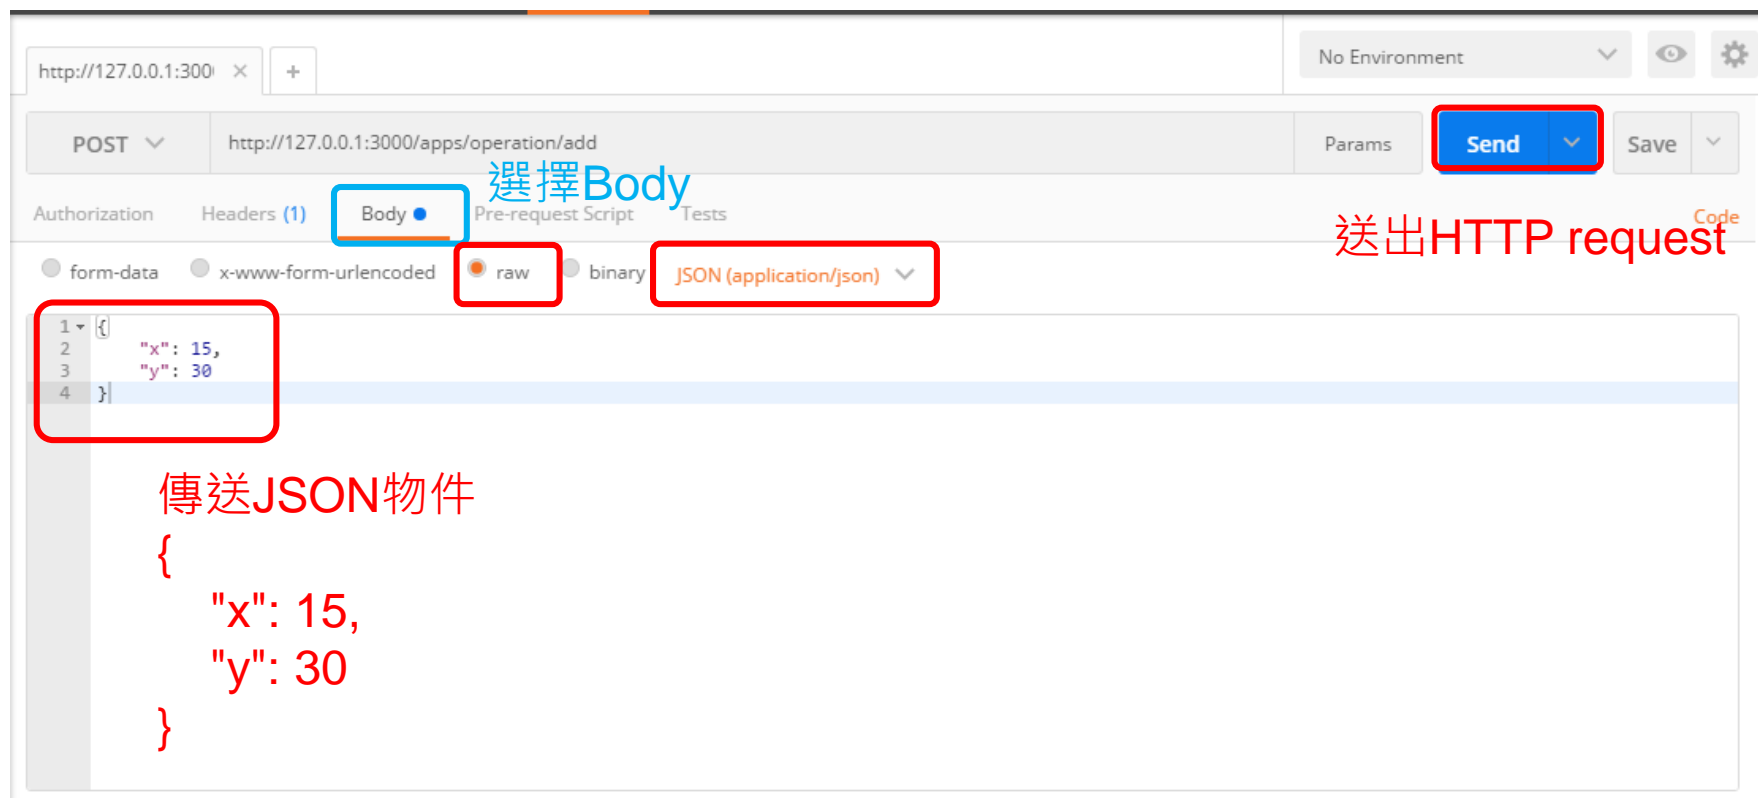 http://127.0.0.1:300
+
No Environment
POST
http://127.0.0.1:3000/apps/operation/add
Params
Send
Save
選擇Body
Authorization
Headers (1)
Body
Pre-request Script
Tests
Code
送出HTTP request
form-data
x-www-form-urlencoded
raw
binary
JSON (application/json)
1 {
2 "x": 15,
3 "y": 30
4 }
傳送JSON物件
{
"x": 15,
"y": 30
}